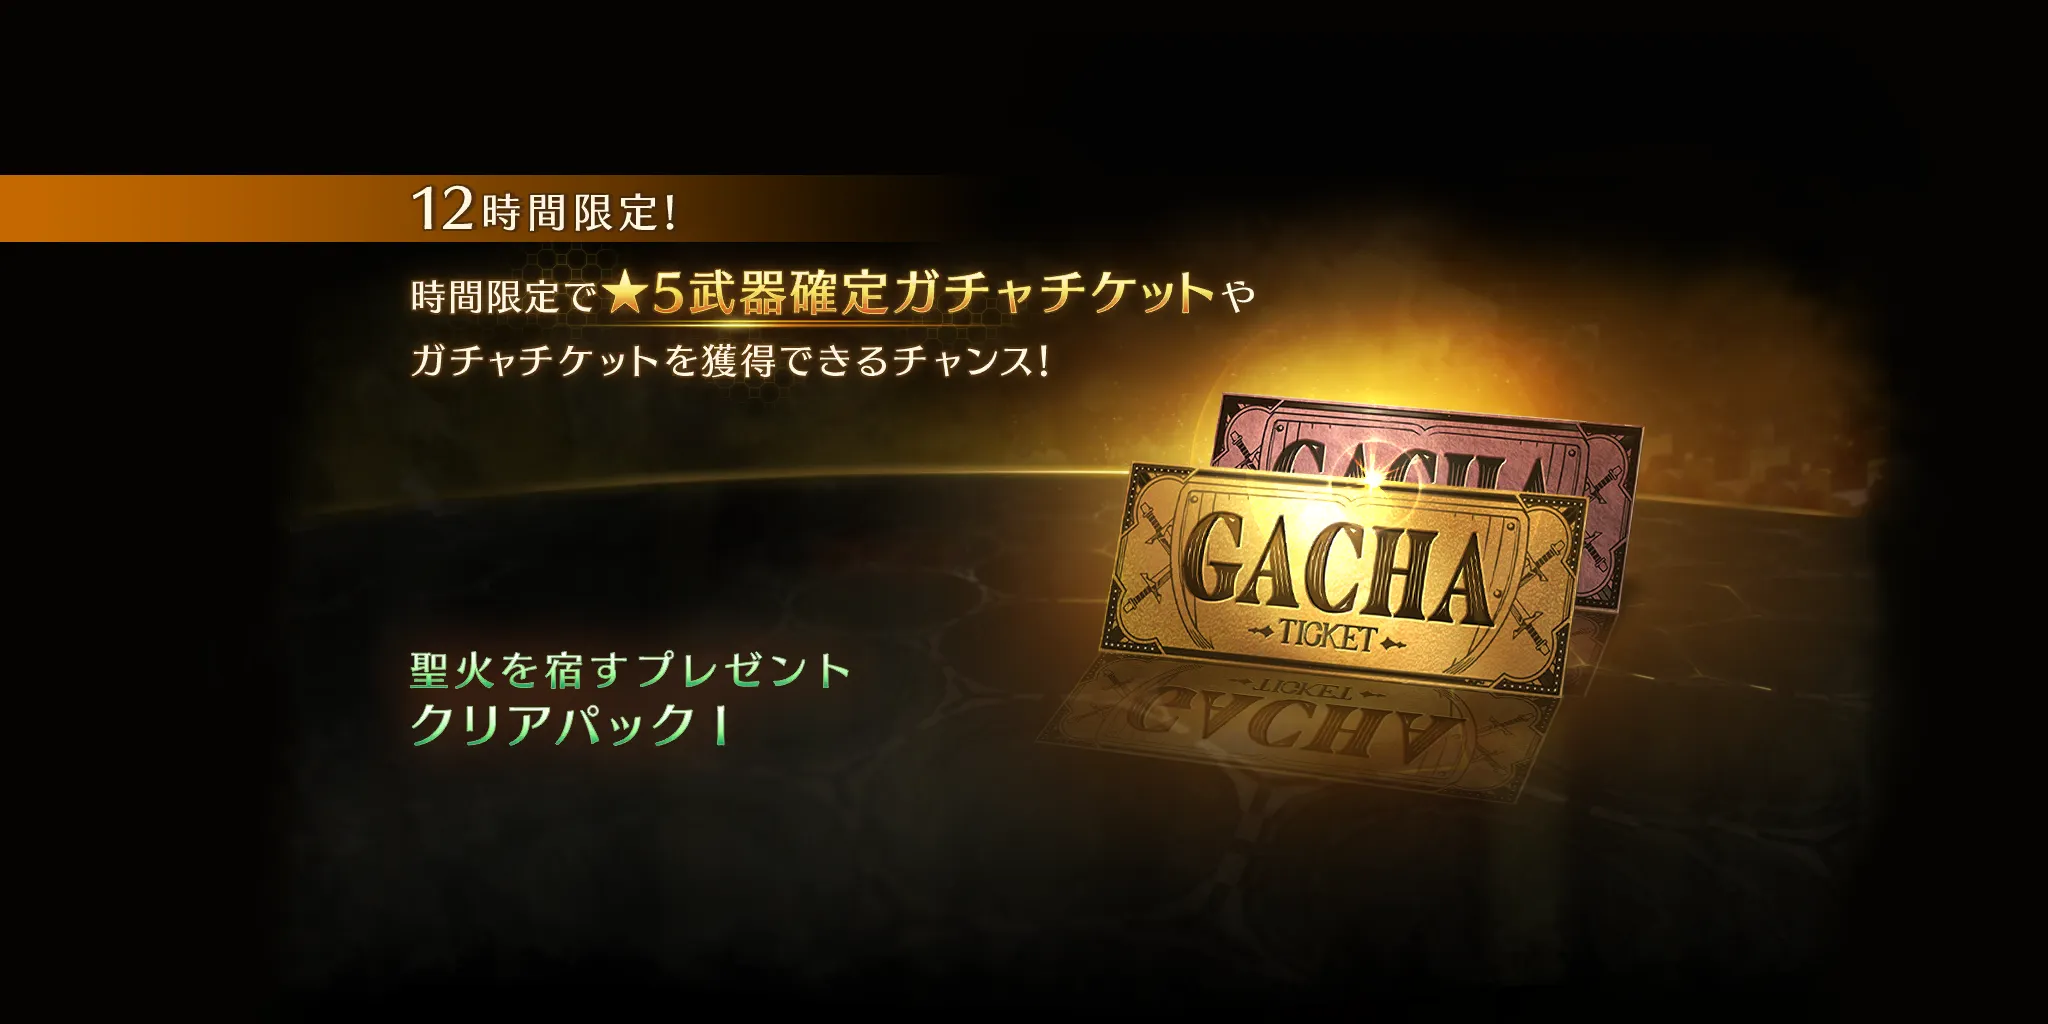 12時間限定!
時間限定で★5武器確定ガチャチケットや
ガチャチケットを獲得できるチャンス!
GACHA
GACHA
TICKET
聖火を宿すプレゼント
クリアパックⅠ